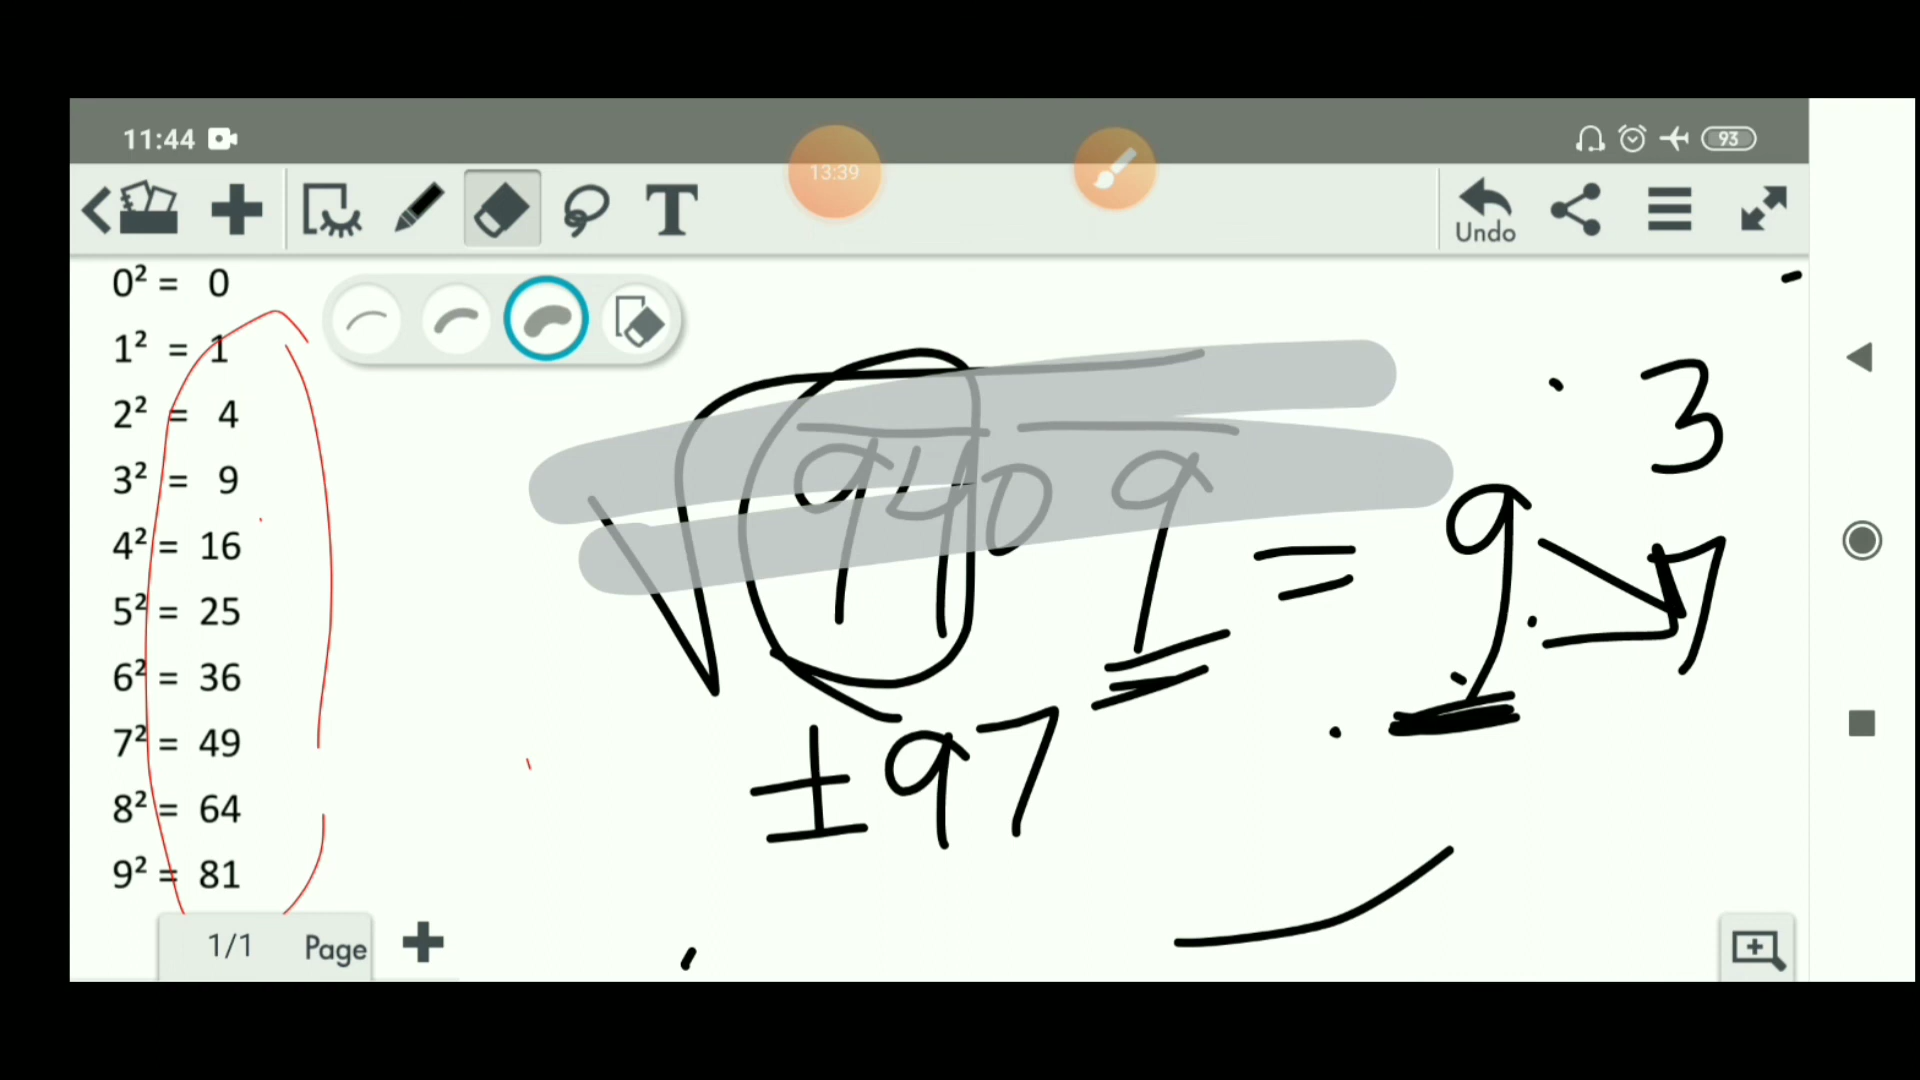 11:44 93
13:39
Undo
0² = 0
1² = 1
2² = 4
3² = 9
4² = 16
5² = 25
6² = 36
7² = 49
8² = 64
9² = 81
3
√9409 = 9 7
±97
1/1 Page